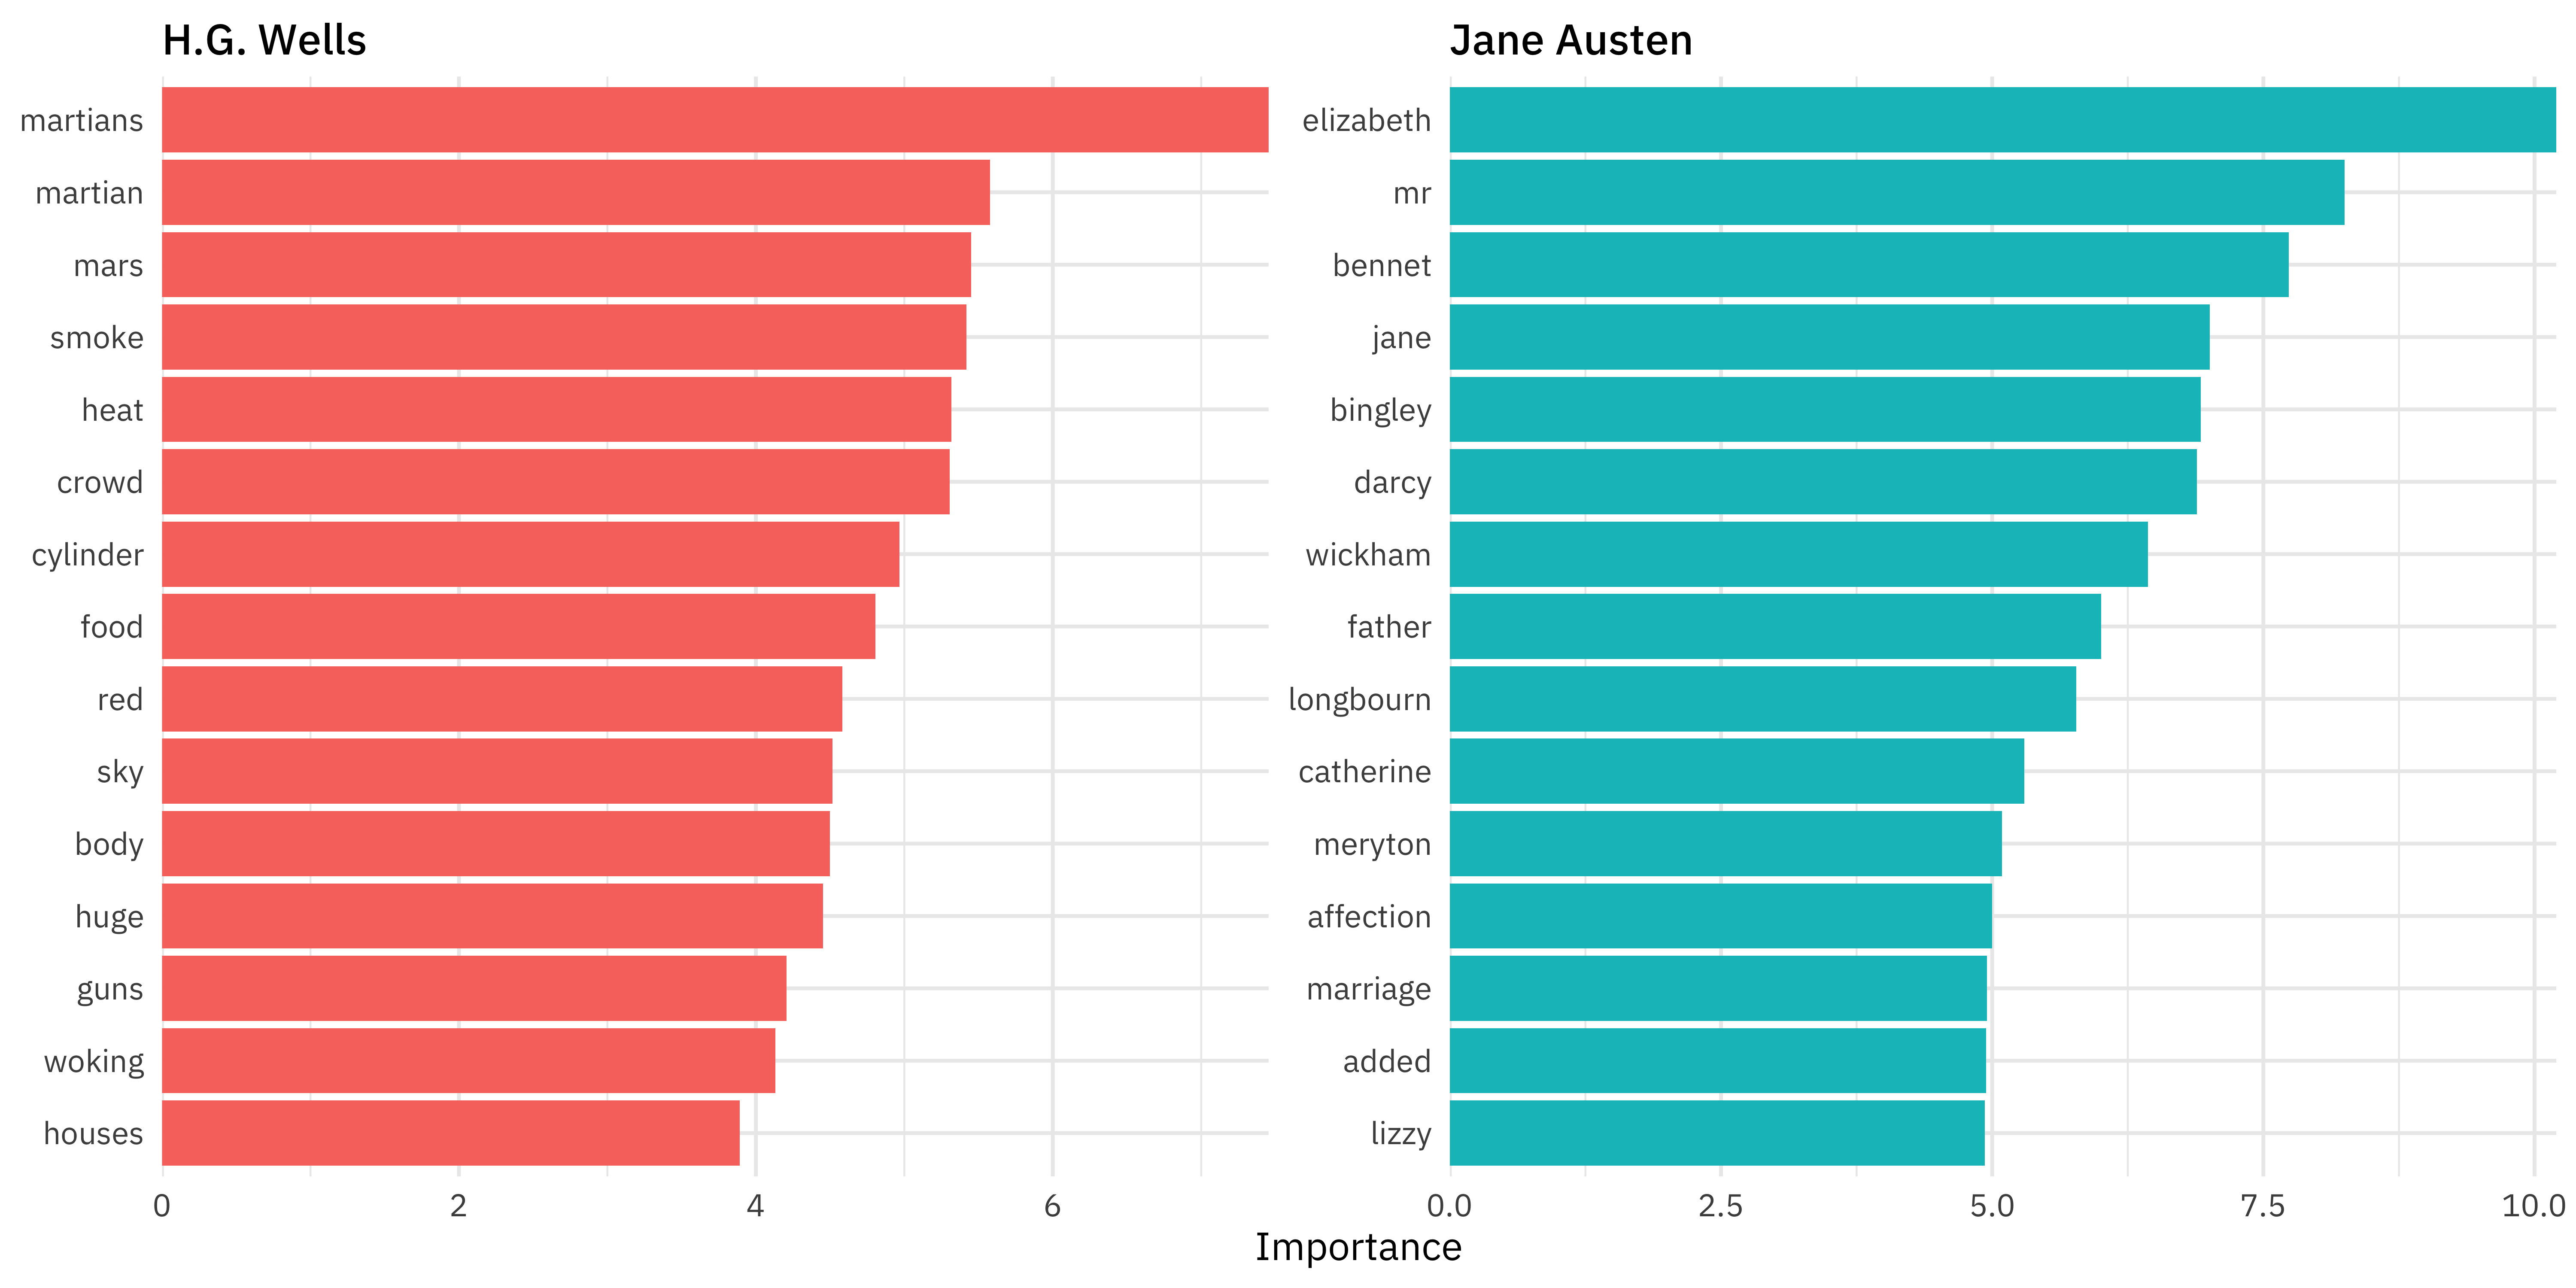 H.G. Wells
martians
martian
mars
smoke
heat
crowd
cylinder
food
red
sky
body
huge
guns
woking
houses
0 2 4 6
Jane Austen
elizabeth
mr
bennet
jane
bingley
darcy
wickham
father
longbourn
catherine
meryton
affection
marriage
added
lizzy
0.0 2.5 5.0 7.5 10.0
Importance